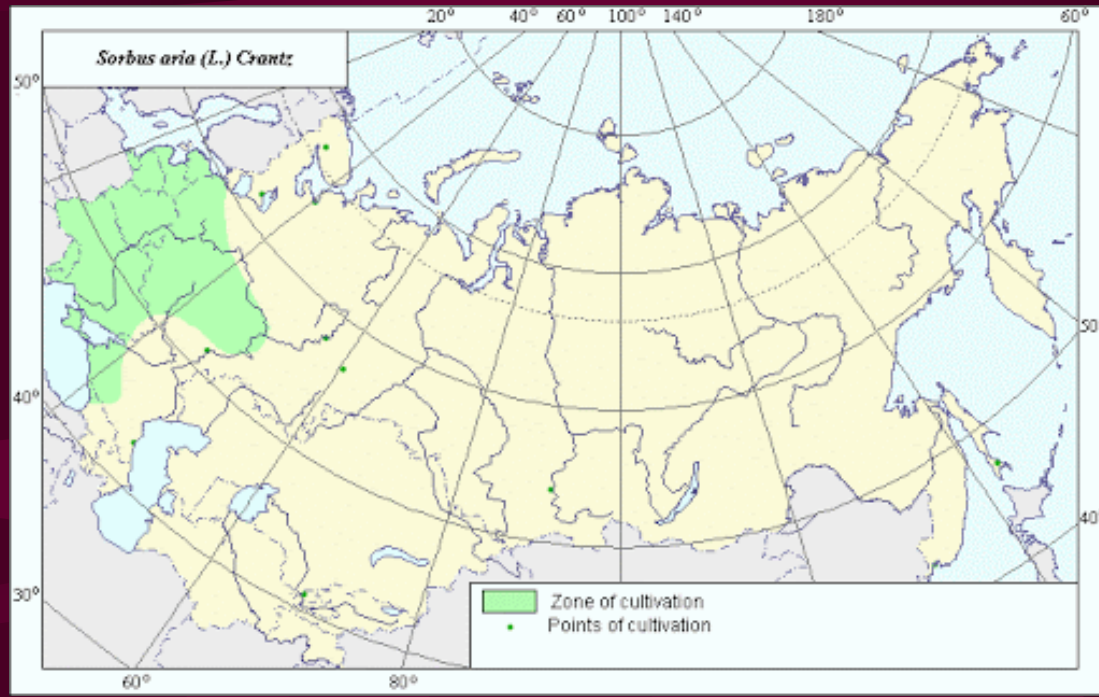 20° 40° 60° 100° 140° 180° 60°
Sorbus aria (L.) Crantz
50°
50°
40°
40°
30°
Zone of cultivation
Points of cultivation
60° 80°